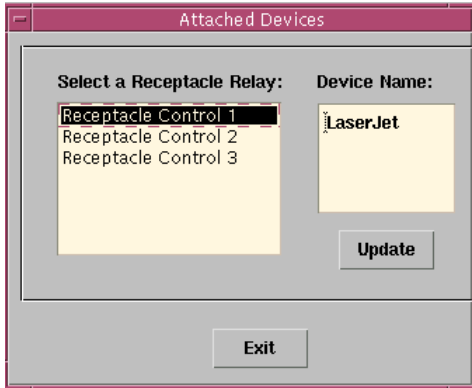 Attached Devices
Select a Receptacle Relay:
Device Name:
Receptacle Control 1
Receptacle Control 2
Receptacle Control 3
LaserJet
Update
Exit